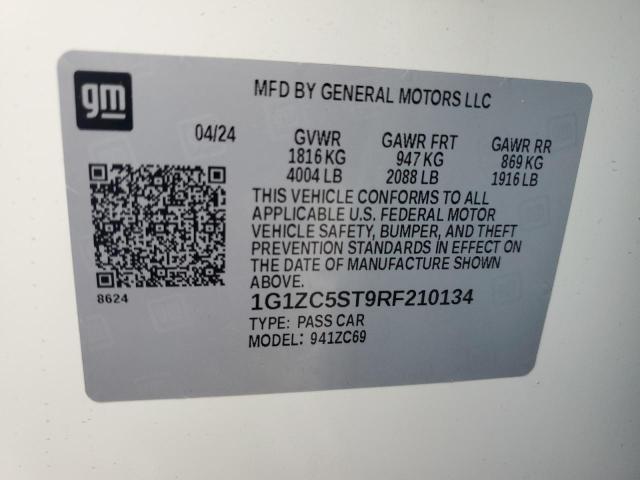 gm
MFD BY GENERAL MOTORS LLC
04/24 GVWR GAWR FRT GAWR RR
1816 KG 947 KG 869 KG
4004 LB 2088 LB 1916 LB
THIS VEHICLE CONFORMS TO ALL
APPLICABLE U.S. FEDERAL MOTOR
VEHICLE SAFETY, BUMPER, AND THEFT
PREVENTION STANDARDS IN EFFECT ON
THE DATE OF MANUFACTURE SHOWN
ABOVE.
8624
1G1ZC5ST9RF210134
TYPE: PASS CAR
MODEL: 941ZC69